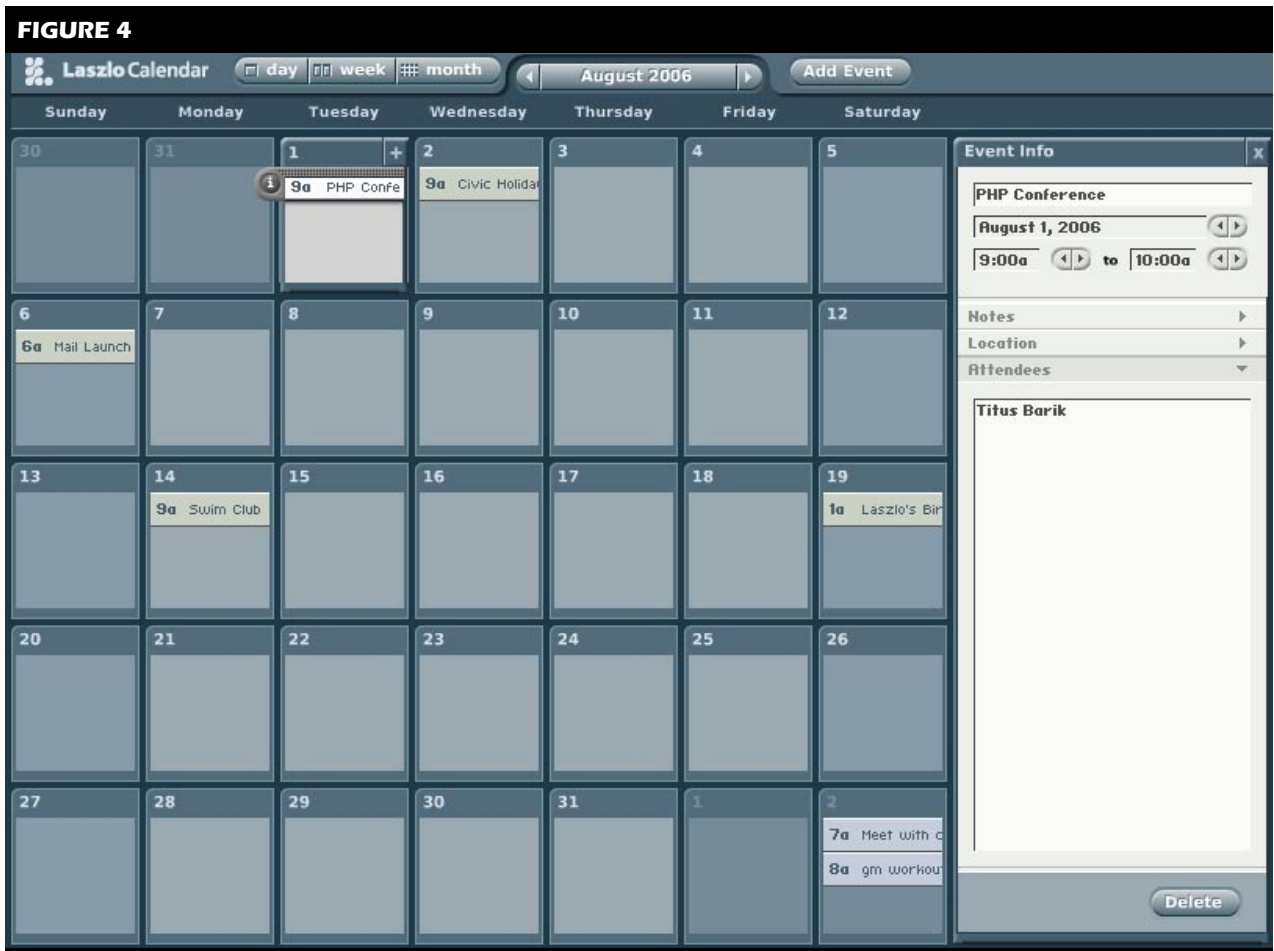 FIGURE 4
Laszlo Calendar day week month August 2006 Add Event
Sunday Monday Tuesday Wednesday Thursday Friday Saturday
30 31 1 + 2 3 4 5
i 9a PHP Confe 9a Civic Holiday
6 7 8 9 10 11 12
6a Mail Launch
13 14 15 16 17 18 19
9a Swim Club 1a Laszlo's Bir
20 21 22 23 24 25 26
27 28 29 30 31 1 2
7a Meet with c
8a gm workou
Event Info x
PHP Conference
August 1, 2006
9:00a to 10:00a
Notes
Location
Attendees
Titus Barik
Delete